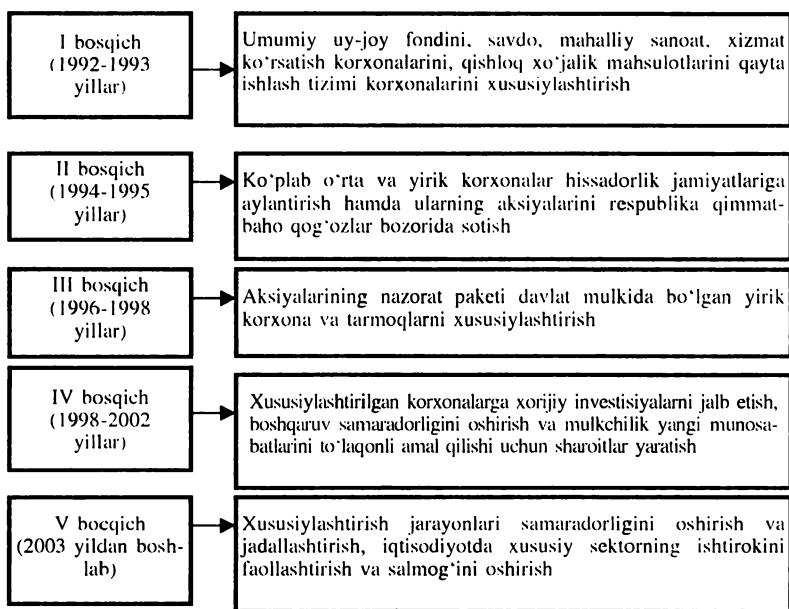 I bosqich
(1992-1993
yillar)
Umumiy uy-joy fondini, savdo, mahalliy sanoat, xizmat
ko‘rsatish korxonalarini, qishloq xo‘jalik mahsulotlarini qayta
ishlash tizimi korxonalarini xususiylashtirish
II bosqich
(1994-1995
yillar)
Ko‘plab o‘rta va yirik korxonalar hissadorlik jamiyatlariga
aylantirish hamda ularning aksiyalarini respublika qimmat-
baho qog‘ozlar bozorida sotish
III bosqich
(1996-1998
yillar)
Aksiyalarining nazorat paketi davlat mulkida bo‘lgan yirik
korxona va tarmoqlarni xususiylashtirish
IV bosqich
(1998-2002
yillar)
Xususiylashtirilgan korxonalarga xorijiy investisiyalarni jalb etish,
boshqaruv samaradorligini oshirish va mulkchilik yangi munosa-
batlarini to‘laqonli amal qilishi uchun sharoitlar yaratish
V bocqich
(2003 yildan bosh-
lab)
Xususiylashtirish jarayonlari samaradorligini oshirish va
jadallashtirish, iqtisodiyotda xususiy sektorning ishtirokini
faollashtirish va salmog‘ini oshirish